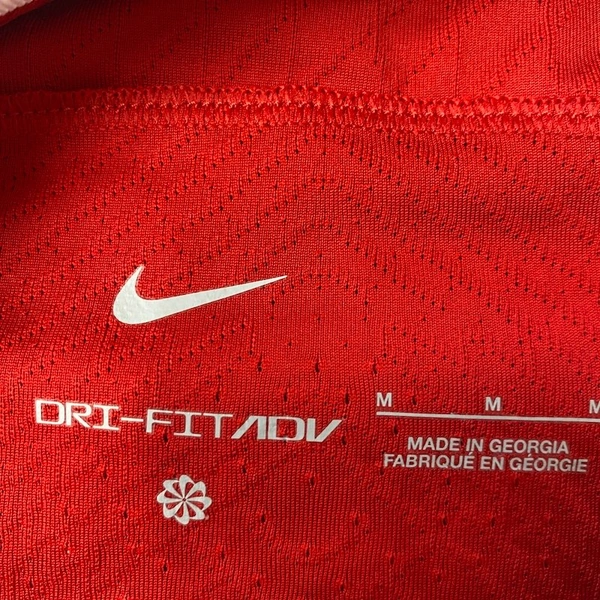 DRI-FIT ADV
M M M
MADE IN GEORGIA
FABRIQUÉ EN GÉORGIE